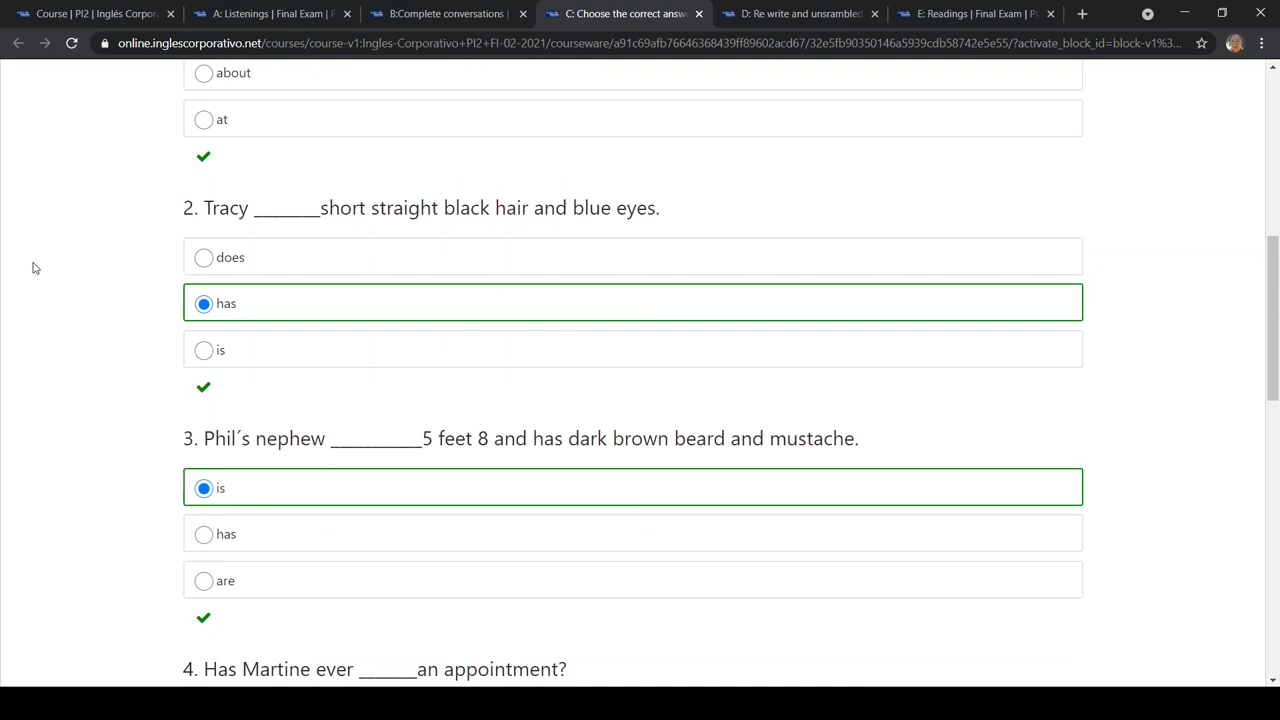 Course | PI2 | Inglés Corpora
A: Listenings | Final Exam | P
B:Complete conversations |
C: Choose the correct answ
D: Re write and unsrambled
E: Readings | Final Exam | P
online.inglescorporativo.net/courses/course-v1:Ingles-Corporativo+PI2+FI-02-2021/courseware/a91c69afb76646368439ff89602acd67/32e5fb90350146a5939cdb58742e5e55/?activate_block_id=block-v1%3...
about
at
2. Tracy ________short straight black hair and blue eyes.
does
has
is
3. Phil´s nephew ___________5 feet 8 and has dark brown beard and mustache.
is
has
are
4. Has Martine ever _______an appointment?